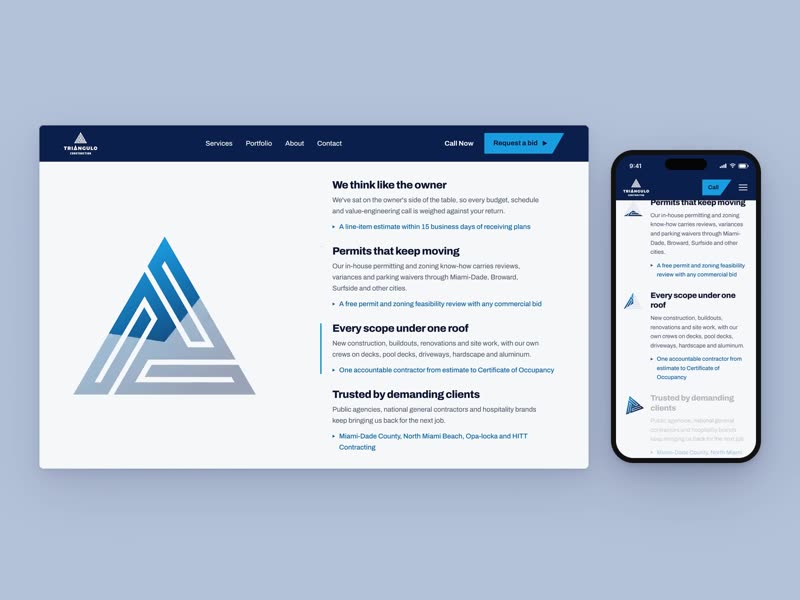 TRIÁNGULO
CONSTRUCTION
Services
Portfolio
About
Contact
Call Now
Request a bid
We think like the owner
We've sat on the owner's side of the table, so every budget, schedule
and value-engineering call is weighed against your return.
A line-item estimate within 15 business days of receiving plans
Permits that keep moving
Our in-house permitting and zoning know-how carries reviews,
variances and parking waivers through Miami-Dade, Broward,
Surfside and other cities.
A free permit and zoning feasibility review with any commercial bid
Every scope under one roof
New construction, buildouts, renovations and site work, with our own
crews on decks, pool decks, driveways, hardscape and aluminum.
One accountable contractor from estimate to Certificate of Occupancy
Trusted by demanding clients
Public agencies, national general contractors and hospitality brands
keep bringing us back for the next job.
Miami-Dade County, North Miami Beach, Opa-locka and HITT
Contracting
9:41
TRIÁNGULO
CONSTRUCTION
Call
Permits that keep moving
Our in-house permitting and zoning
know-how carries reviews, variances
and parking waivers through Miami-
Dade, Broward, Surfside and other
cities.
A free permit and zoning feasibility
review with any commercial bid
Every scope under one
roof
New construction, buildouts,
renovations and site work, with our
own crews on decks, pool decks,
driveways, hardscape and aluminum.
One accountable contractor from
estimate to Certificate of
Occupancy
Trusted by demanding
clients
Public agencies, national general
contractors and hospitality brands
keep bringing us back for the next job.
Miami-Dade County, North Miami